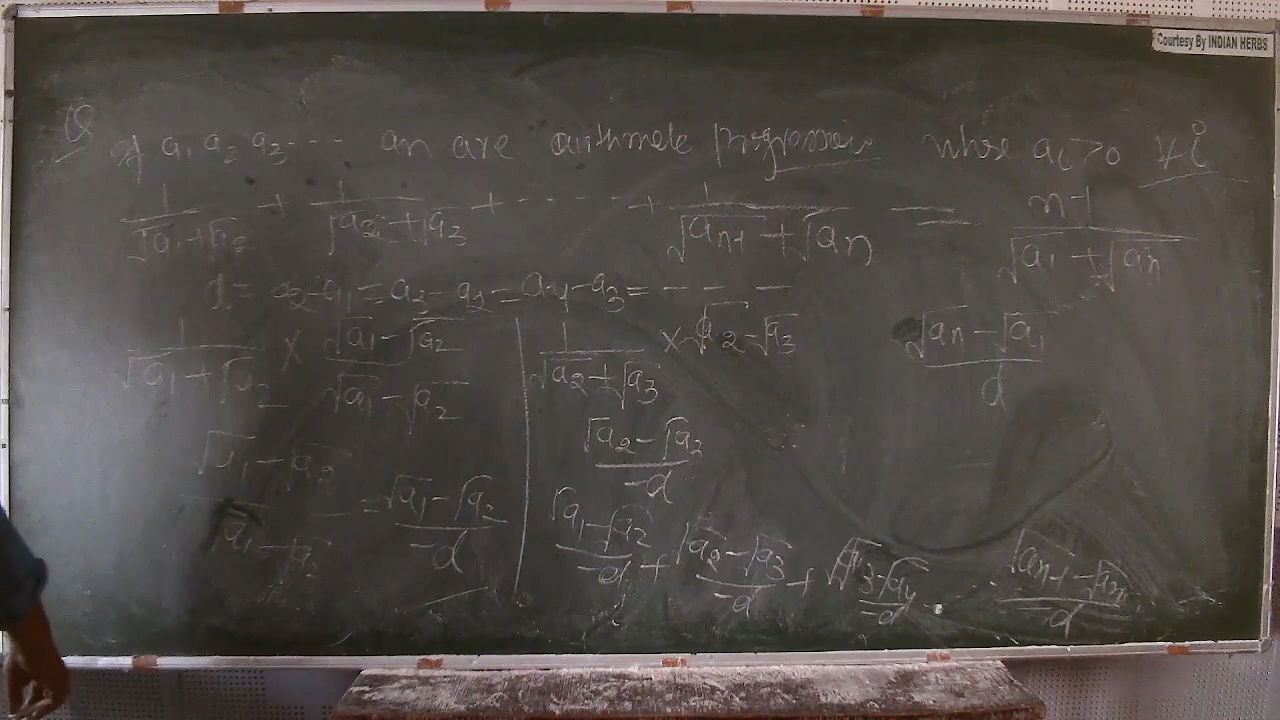 Courtesy By INDIAN HERBS
Q If a₁ a₂ a₃ ---- an are arithmete progression whose ai > 0 ∀ i
1/(√a₁+√a₂) + 1/(√a₂+√a₃) + ----- + 1/(√an-1 + √an) = (n-1)/(√a₁ + √an)
d = a₂-a₁ = a₃-a₂ = a₄-a₃ = - - -
1/(√a₁+√a₂) × (√a₁-√a₂)/(√a₁-√a₂)
(√a₁-√a₂)/(a₁-a₂) = (√a₁-√a₂)/-d
1/(√a₂+√a₃) × √a₂-√a₃
(√a₂-√a₃)/-d
(√a₁-√a₂)/-d + (√a₂-√a₃)/-d + (√a₃-√a₄)/-d (√an-1-√an)/-d
(√an-√a₁)/d